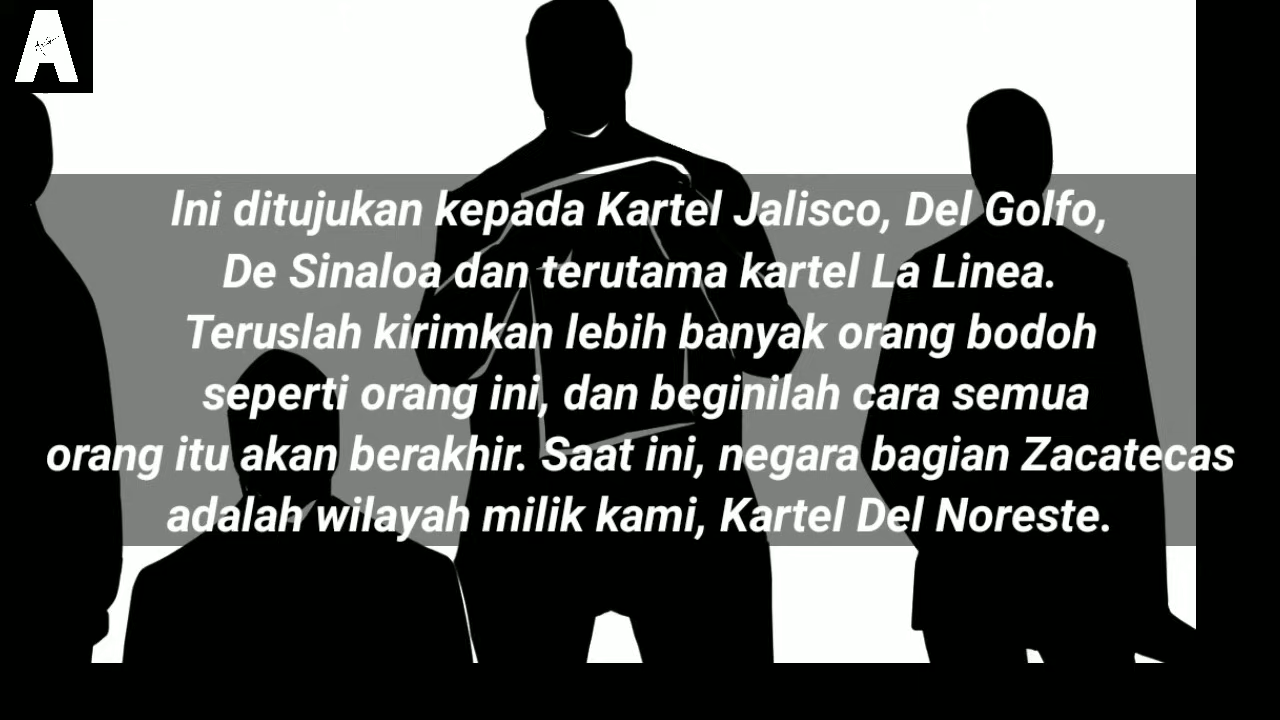 A
Ini ditujukan kepada Kartel Jalisco, Del Golfo,
De Sinaloa dan terutama kartel La Linea.
Teruslah kirimkan lebih banyak orang bodoh
seperti orang ini, dan beginilah cara semua
orang itu akan berakhir. Saat ini, negara bagian Zacatecas
adalah wilayah milik kami, Kartel Del Noreste.